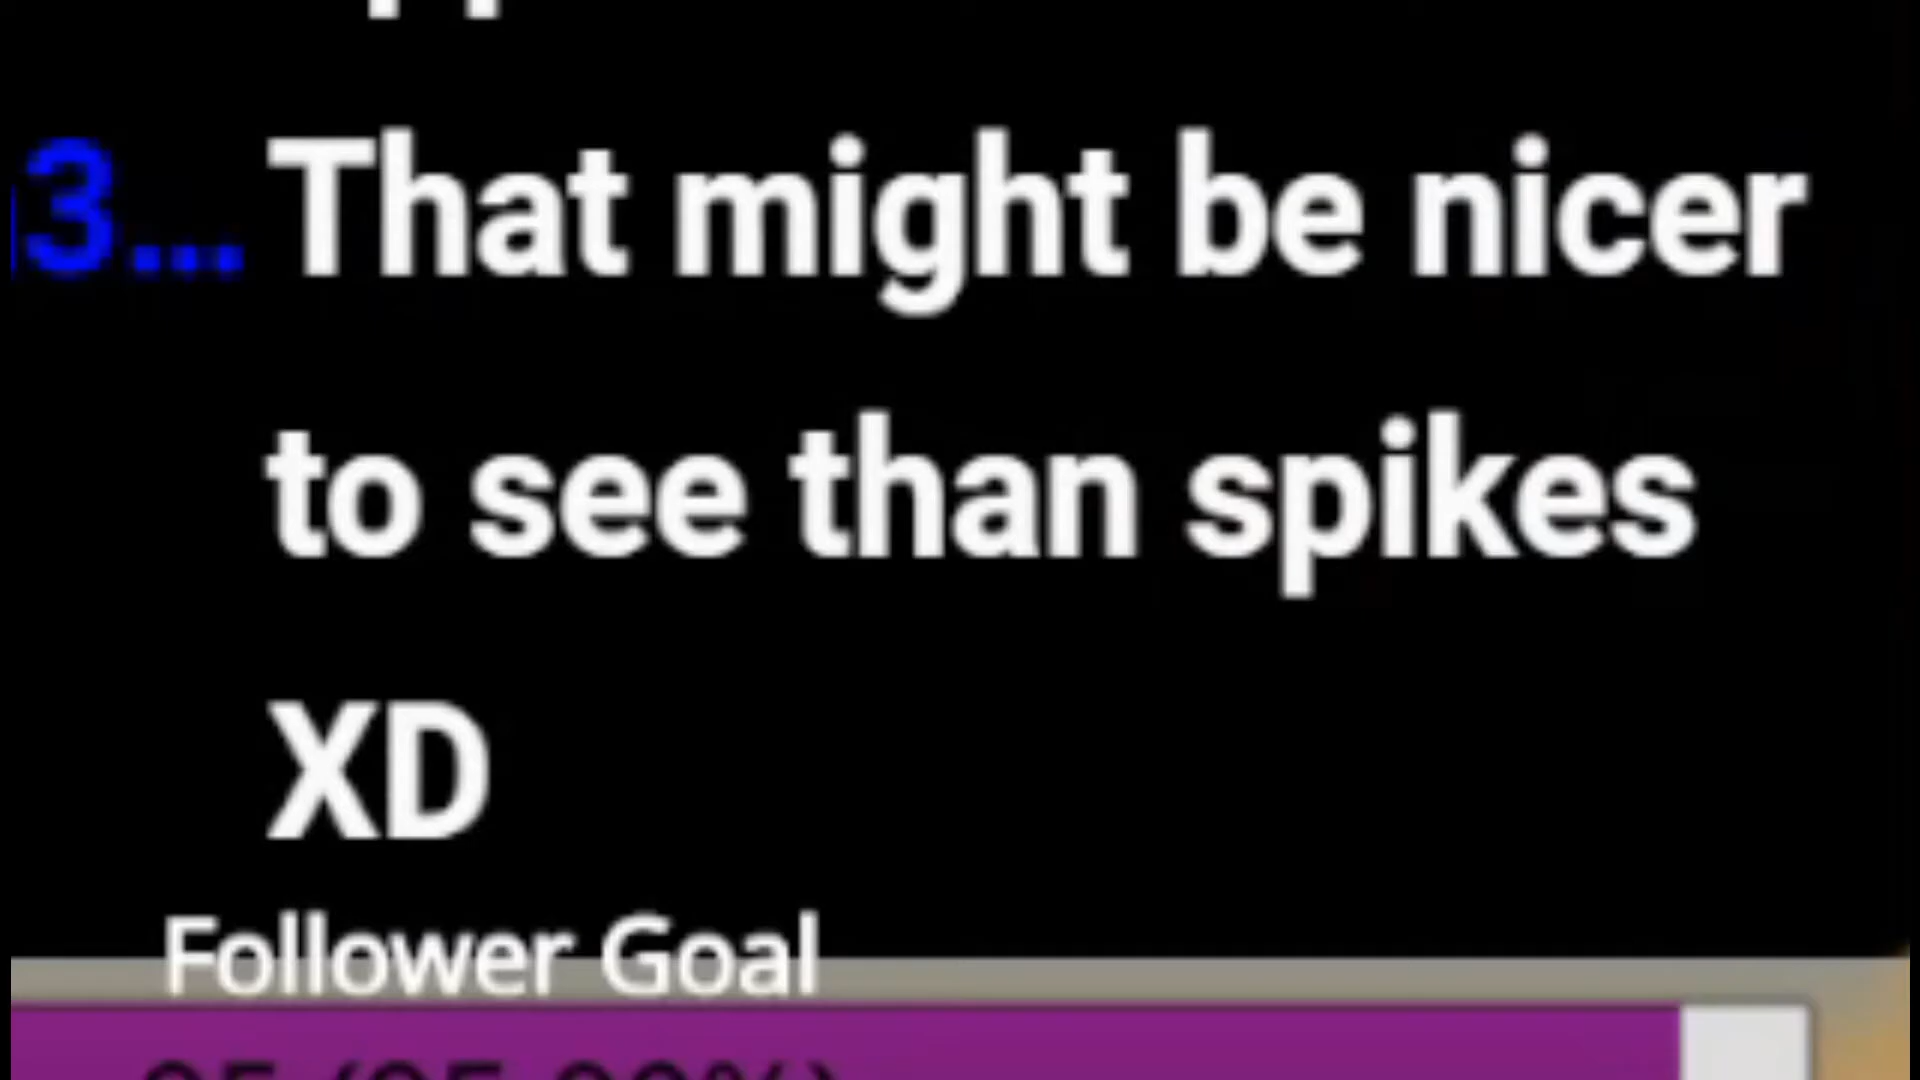 3... That might be nicer
to see than spikes
XD
Follower Goal